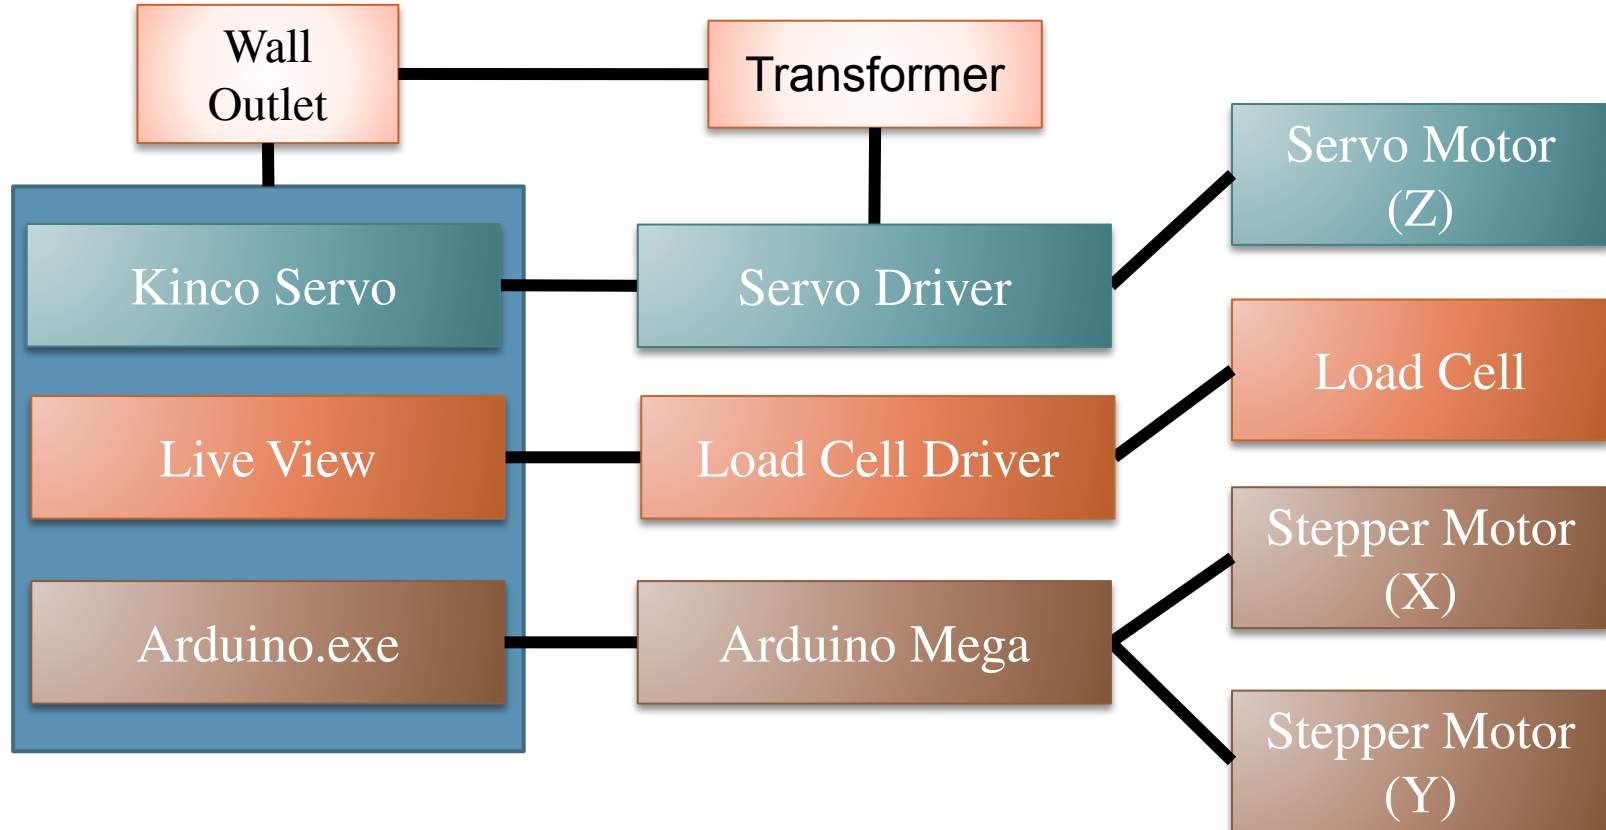 Wall
Outlet
Transformer
Servo Motor
(Z)
Kinco Servo
Servo Driver
Load Cell
Live View
Load Cell Driver
Stepper Motor
(X)
Arduino.exe
Arduino Mega
Stepper Motor
(Y)